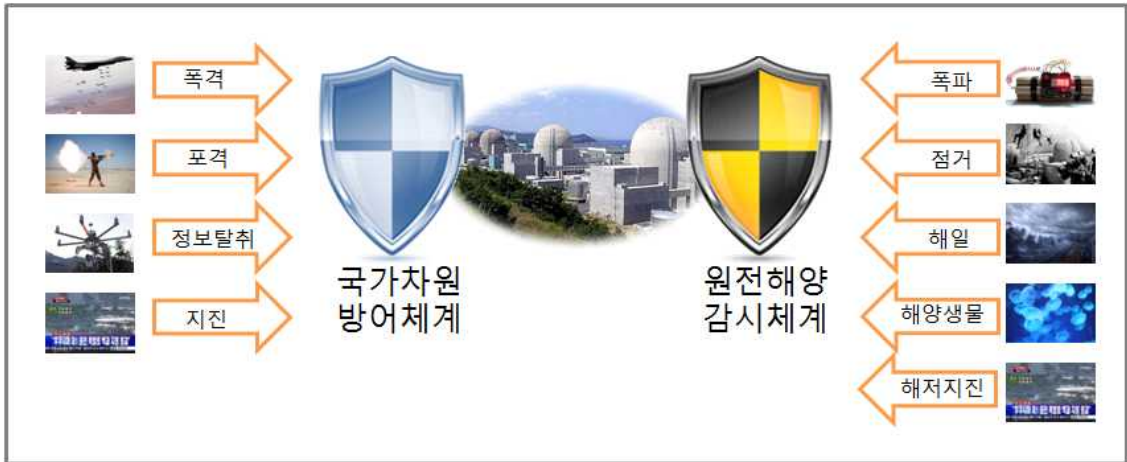 폭격
포격
정보탈취
지진
국가차원
방어체계
원전해양
감시체계
폭파
점거
해일
해양생물
해저지진